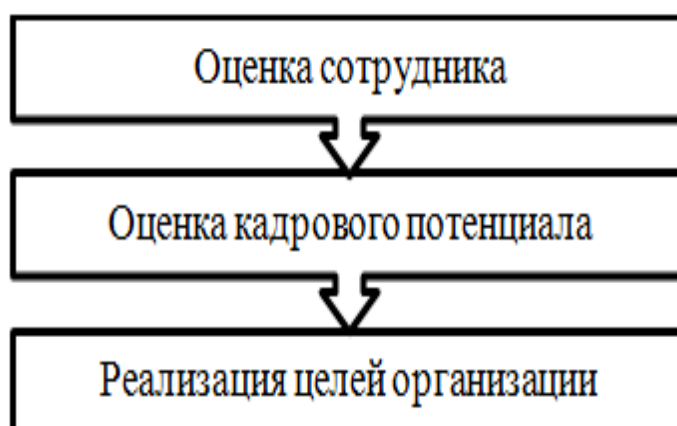 Оценка сотрудника
Оценка кадрового потенциала
Реализация целей организации